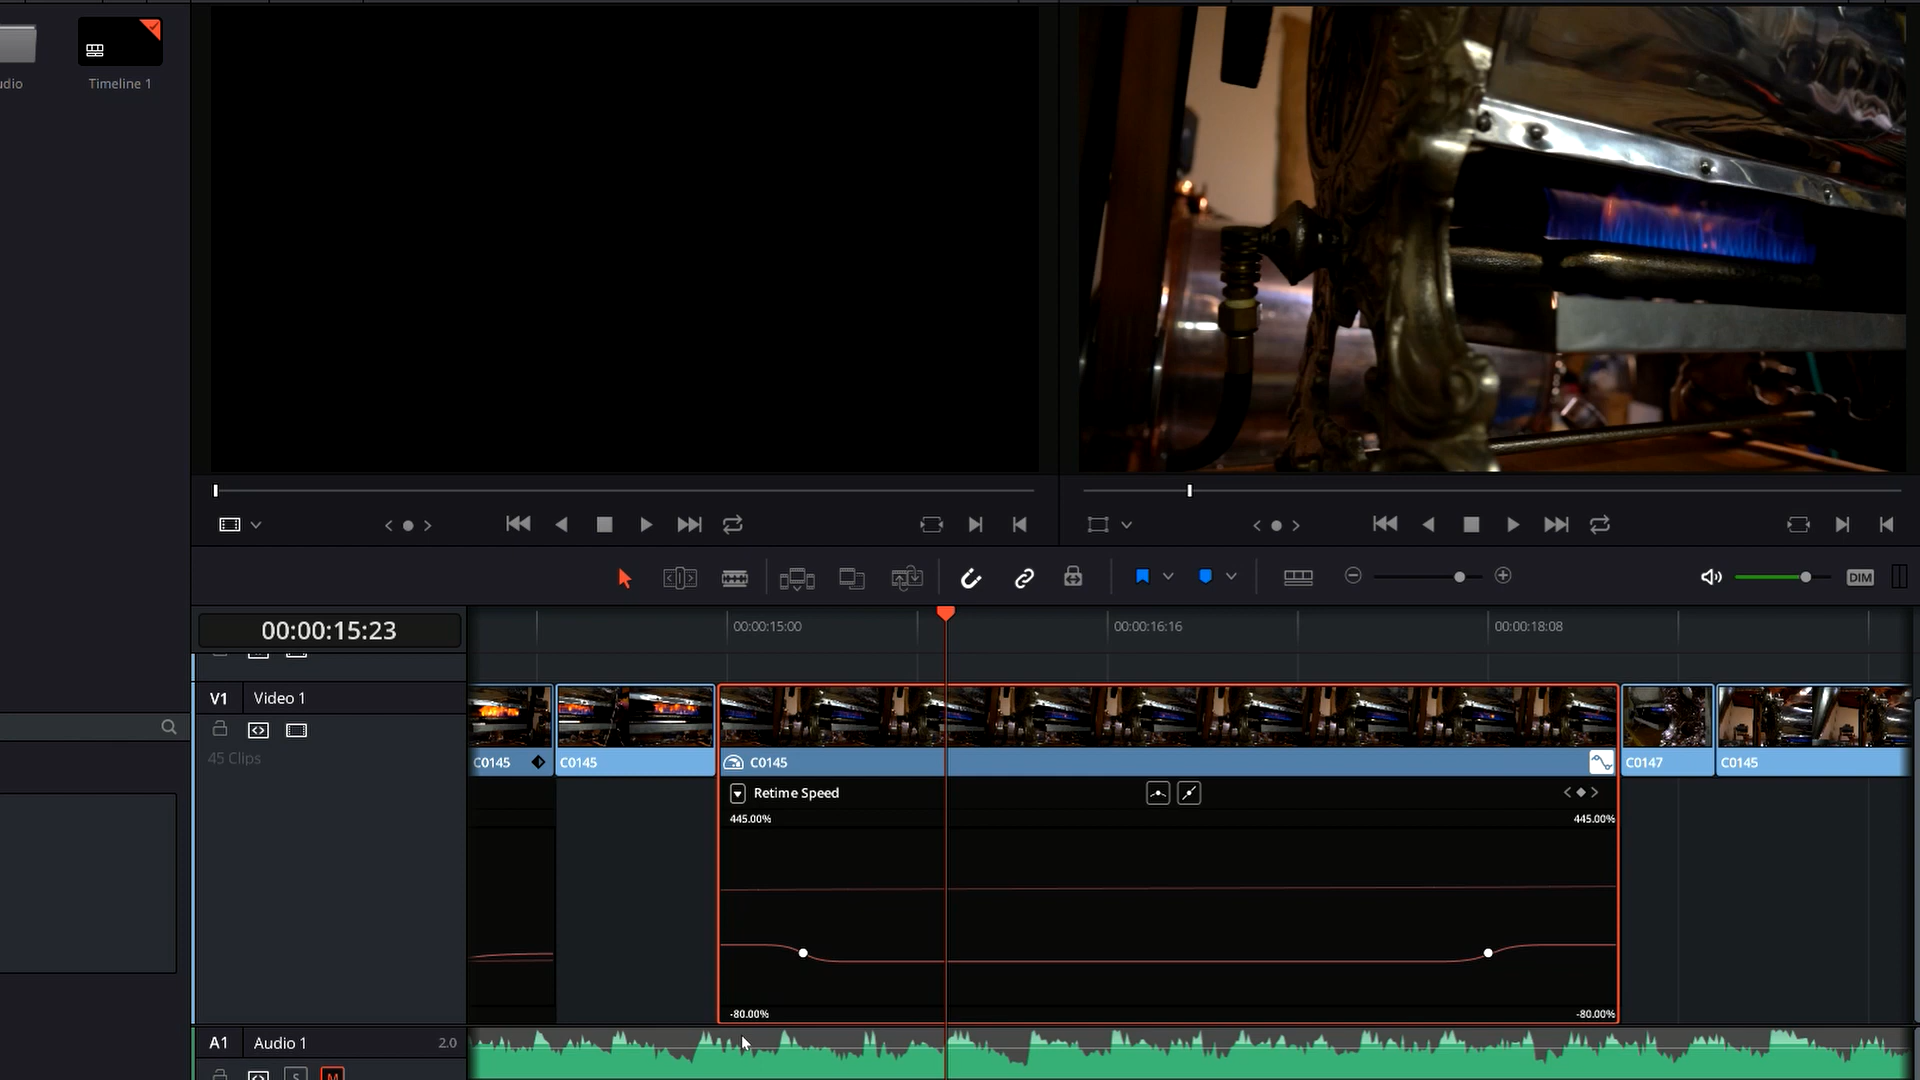 udio
Timeline 1
DIM
00:00:15:23
00:00:15:00
00:00:16:16
00:00:18:08
V1
Video 1
45 Clips
C0145
C0145
C0145
C0147
C0145
Retime Speed
445.00%
445.00%
-80.00%
-80.00%
A1
Audio 1
2.0
S
M